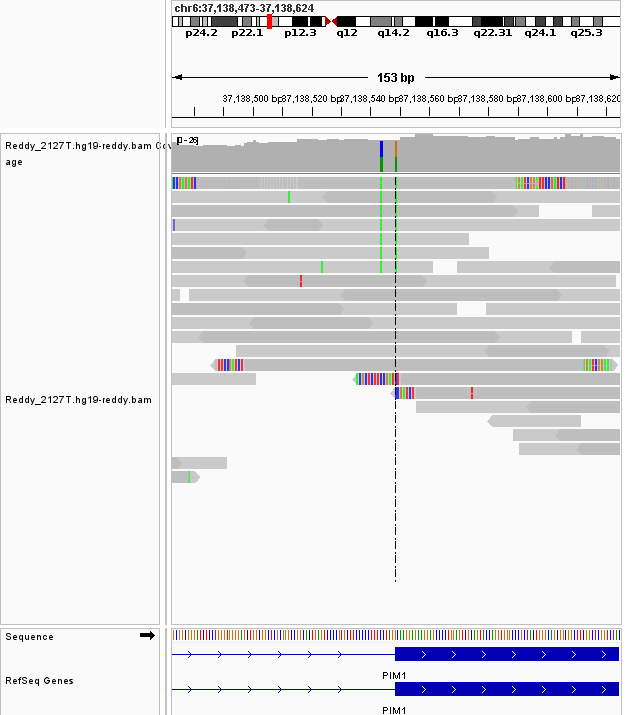 chr6:37,138,473-37,138,624
p24.2 p22.1 p12.3 q12 q14.2 q16.3 q22.31 q24.1 q25.3
153 bp
37,138,500 bp 37,138,520 bp 37,138,540 bp 37,138,560 bp 37,138,580 bp 37,138,600 bp 37,138,620
[0-26]
Reddy_2127T.hg19-reddy.bam Cov
age
Reddy_2127T.hg19-reddy.bam
Sequence
PIM1
RefSeq Genes
PIM1